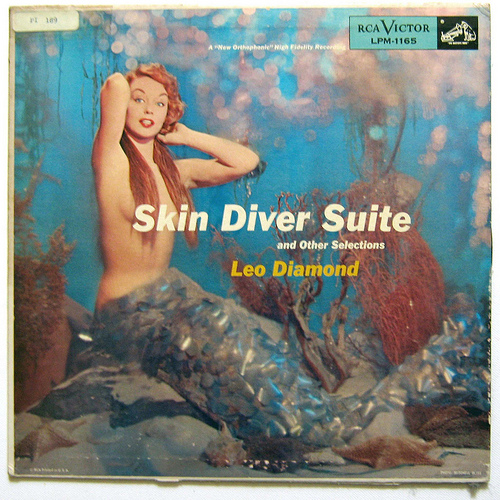 PI 189
A "New Orthophonic" High Fidelity Recording
RCA VICTOR
LPM-1165
Skin Diver Suite
and Other Selections
Leo Diamond